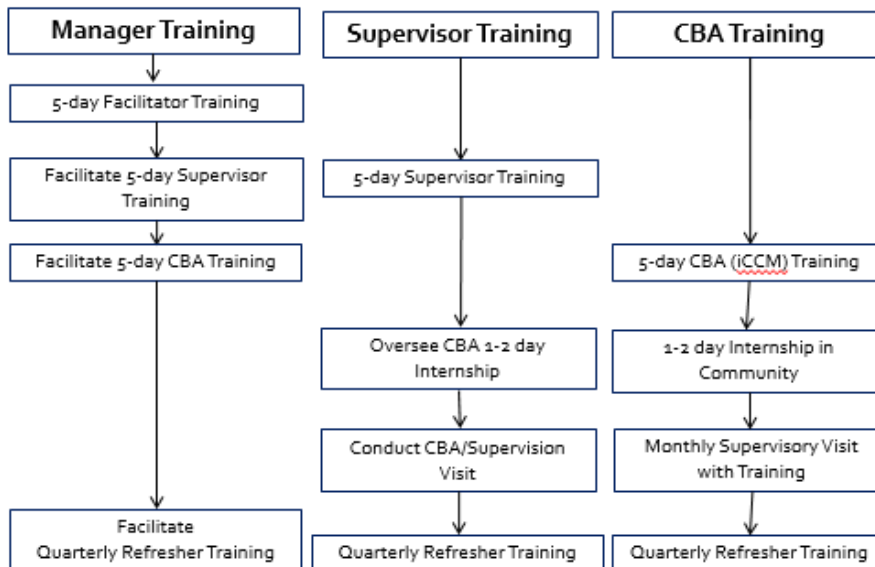 Manager Training
5-day Facilitator Training
Facilitate 5-day Supervisor
Training
Facilitate 5-day CBA Training
Facilitate
Quarterly Refresher Training
Supervisor Training
5-day Supervisor Training
Oversee CBA 1-2 day
Internship
Conduct CBA/Supervision
Visit
Quarterly Refresher Training
CBA Training
5-day CBA (iCCM) Training
1-2 day Internship in
Community
Monthly Supervisory Visit
with Training
Quarterly Refresher Training